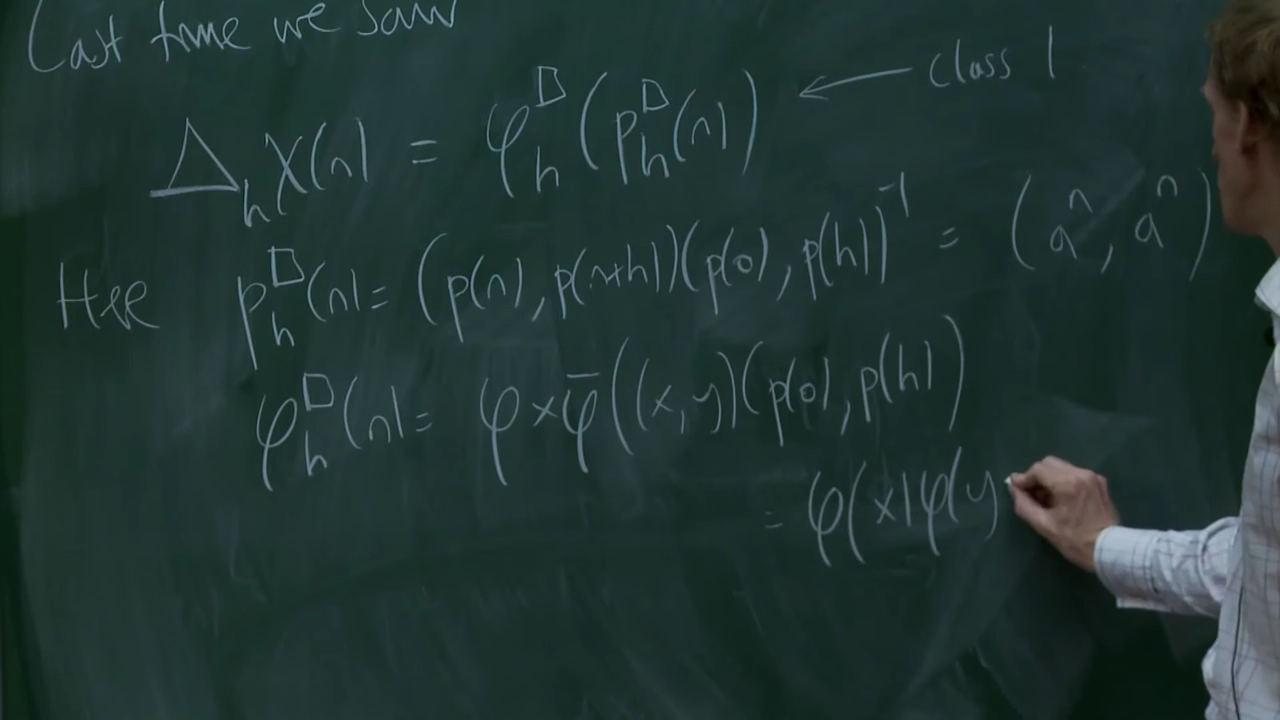 Last time we saw
Δ_h χ(n) = φ_h^□ (p_h^□(n)) ← class 1
Here p_h^□(n) = (p(n), p(n+h))(p(0), p(h))^{-1} = (a^n, a^n)
φ_h^□(n) = φ × φ̄ ((x, y)(p(0), p(h))
= φ(x) φ(y